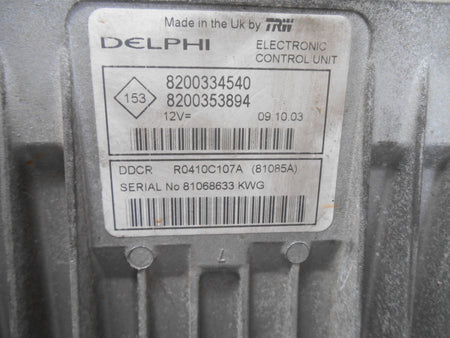 Made in the Uk by TRW
DELPHI
ELECTRONIC
CONTROL UNIT
153
8200334540
8200353894
12V=
09.10.03
DDCR R0410C107A (81085A)
SERIAL No 81068633 KWG